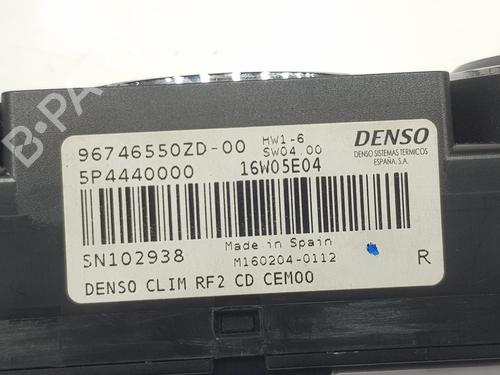 96746550ZD-00
HW1-6
SW04.00
DENSO
DENSO SISTEMAS TERMICOS
ESPAÑA, S.A.
5P4440000
16W05E04
SN102938
Made in Spain
M160204-0112
R
DENSO CLIM RF2 CD CEM00
B-PA